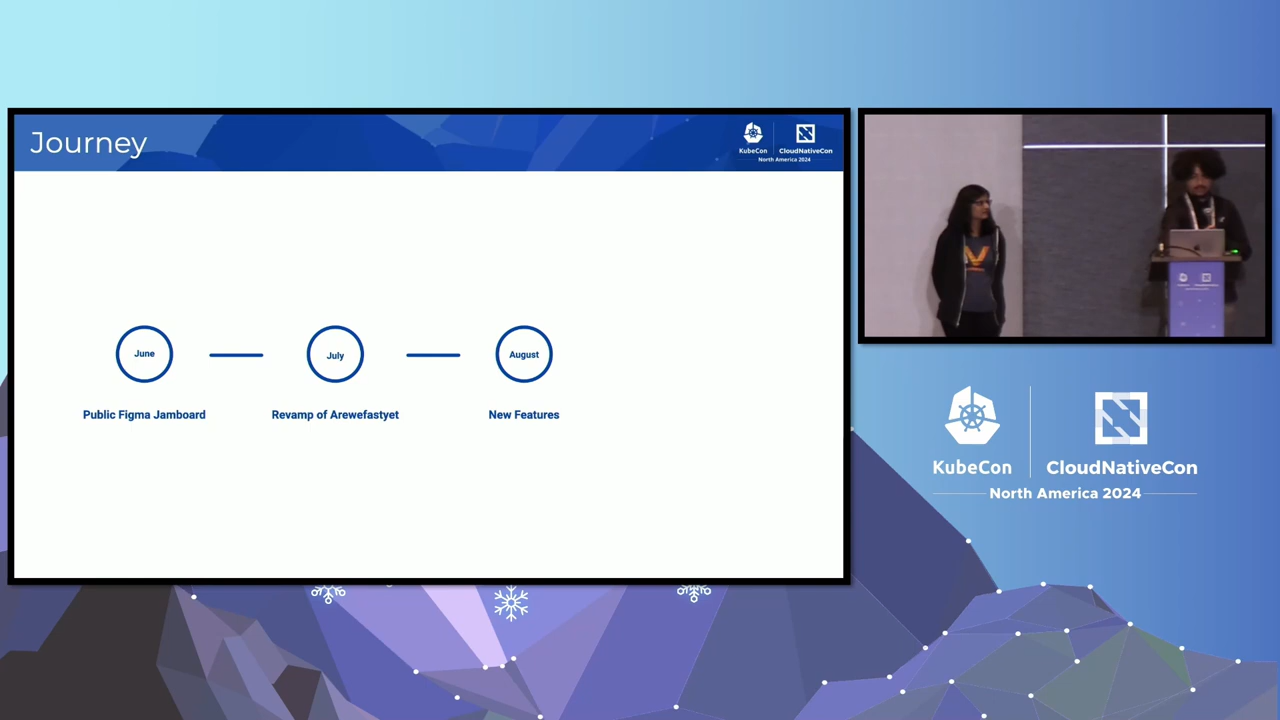 Journey
KubeCon
CloudNativeCon
North America 2024
June
July
August
Public Figma Jamboard
Revamp of Arewefastyet
New Features
KubeCon
CloudNativeCon
North America 2024